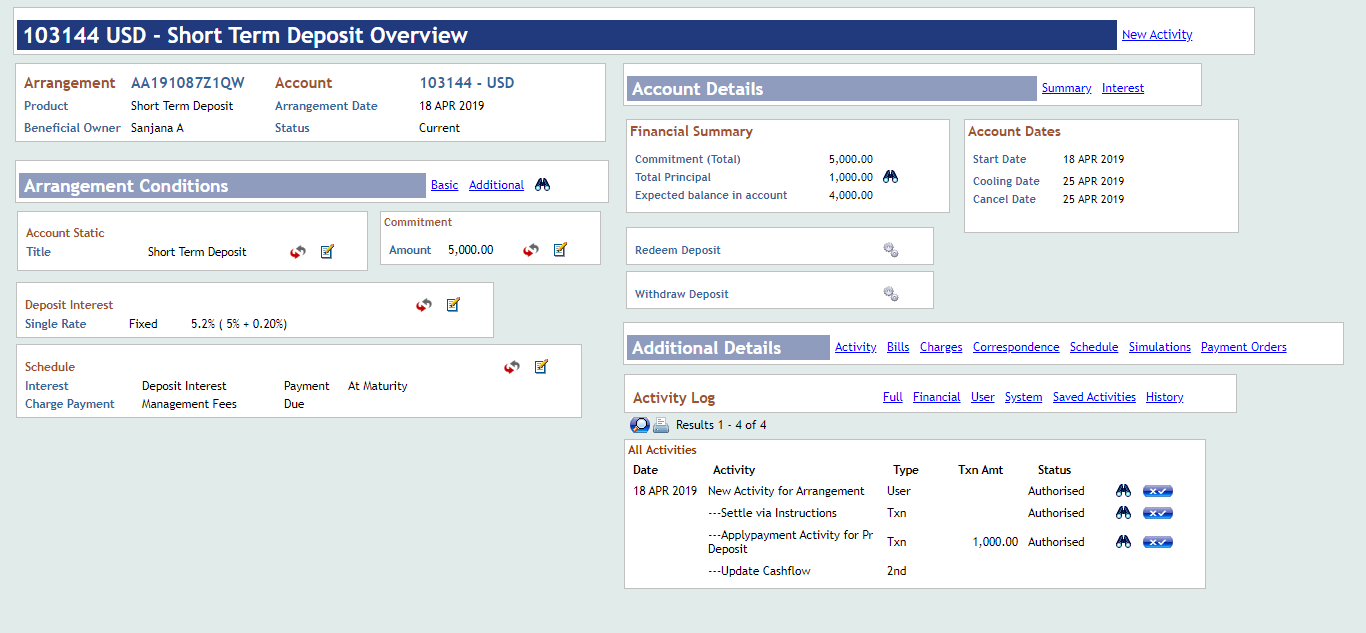 103144 USD - Short Term Deposit Overview New Activity
Arrangement AA191087Z1QW Account 103144 - USD
Product Short Term Deposit Arrangement Date 18 APR 2019
Beneficial Owner Sanjana A Status Current
Arrangement Conditions Basic Additional
Account Static
Title Short Term Deposit
Commitment
Amount 5,000.00
Deposit Interest
Single Rate Fixed 5.2% ( 5% + 0.20%)
Schedule
Interest Deposit Interest Payment At Maturity
Charge Payment Management Fees Due
Account Details Summary Interest
Financial Summary
Commitment (Total) 5,000.00
Total Principal 1,000.00
Expected balance in account 4,000.00
Account Dates
Start Date 18 APR 2019
Cooling Date 25 APR 2019
Cancel Date 25 APR 2019
Redeem Deposit
Withdraw Deposit
Additional Details Activity Bills Charges Correspondence Schedule Simulations Payment Orders
Activity Log Full Financial User System Saved Activities History
Results 1 - 4 of 4
All Activities
Date Activity Type Txn Amt Status
18 APR 2019 New Activity for Arrangement User Authorised
---Settle via Instructions Txn Authorised
---Applypayment Activity for Pr
Deposit Txn 1,000.00 Authorised
---Update Cashflow 2nd